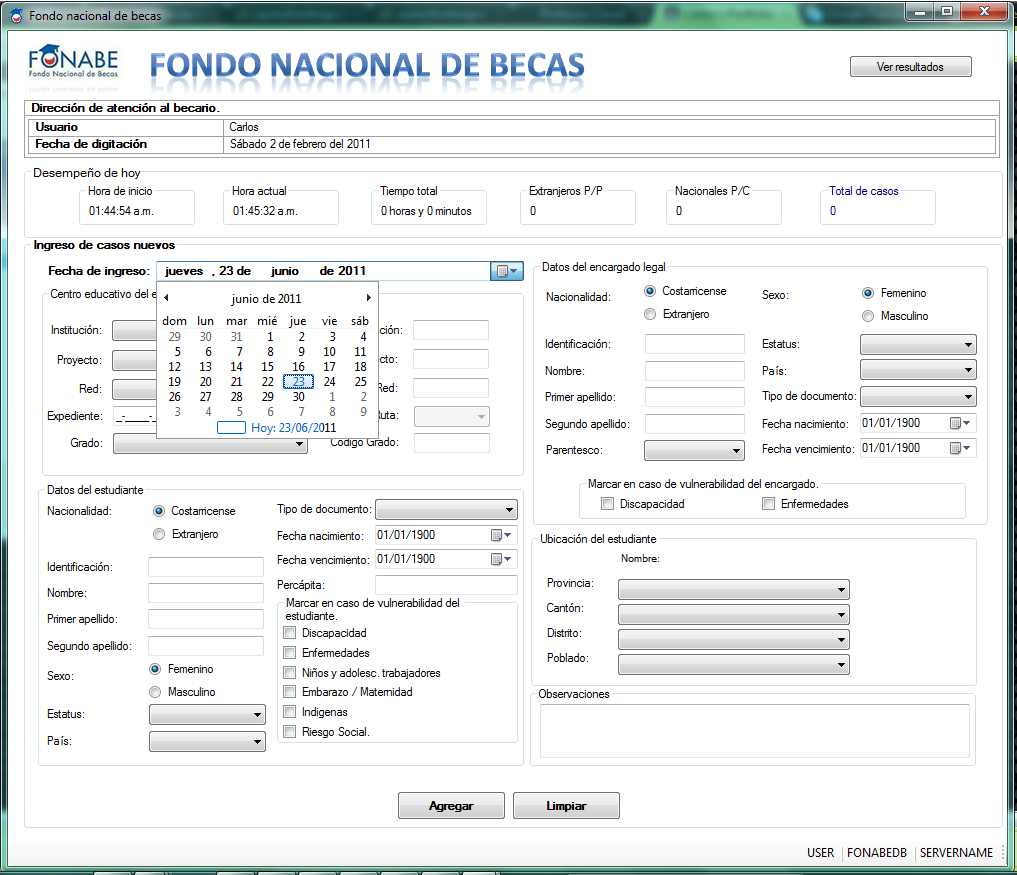 Fondo nacional de becas
FONABE
Fondo Nacional de Becas
FONDO NACIONAL DE BECAS
Ver resultados
Dirección de atención al becario.
Usuario Carlos
Fecha de digitación Sábado 2 de febrero del 2011
Desempeño de hoy
Hora de inicio Hora actual Tiempo total Extranjeros P/P Nacionales P/C Total de casos
01:44:54 a.m. 01:45:32 a.m. 0 horas y 0 minutos 0 0 0
Ingreso de casos nuevos
Fecha de ingreso: jueves , 23 de junio de 2011
Centro educativo del e
junio de 2011
dom lun mar mié jue vie sáb
29 30 31 1 2 3 4
5 6 7 8 9 10 11
12 13 14 15 16 17 18
19 20 21 22 23 24 25
26 27 28 29 30 1 2
3 4 5 6 7 8 9
Hoy: 23/06/2011
Institución: ción:
Proyecto: cto:
Red: Red:
Expediente: _-____-_ uta:
Grado: Código Grado:
Datos del encargado legal
Nacionalidad: Costarricense Sexo: Femenino
Extranjero Masculino
Identificación: Estatus:
Nombre: País:
Primer apellido: Tipo de documento:
Segundo apellido: Fecha nacimiento: 01/01/1900
Parentesco: Fecha vencimiento: 01/01/1900
Marcar en caso de vulnerabilidad del encargado.
Discapacidad Enfermedades
Datos del estudiante
Nacionalidad: Costarricense
Extranjero
Identificación:
Nombre:
Primer apellido:
Segundo apellido:
Sexo: Femenino
Masculino
Estatus:
País:
Tipo de documento:
Fecha nacimiento: 01/01/1900
Fecha vencimiento: 01/01/1900
Percápita:
Marcar en caso de vulnerabilidad del
estudiante.
Discapacidad
Enfermedades
Niños y adolesc. trabajadores
Embarazo / Maternidad
Indigenas
Riesgo Social.
Ubicación del estudiante
Nombre:
Provincia:
Cantón:
Distrito:
Poblado:
Observaciones
Agregar Limpiar
USER FONABEDB SERVERNAME